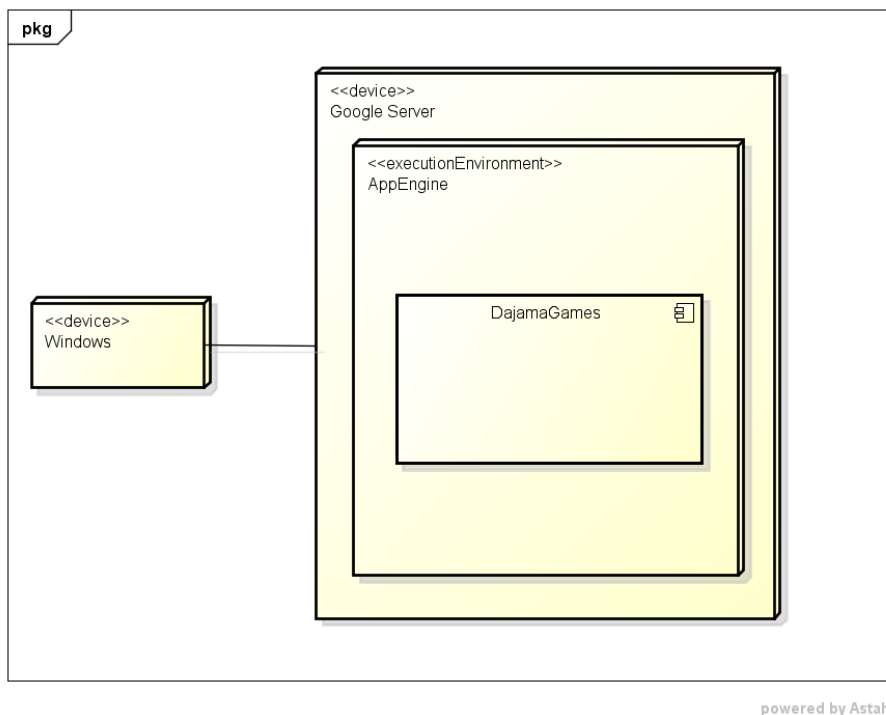 pkg
<<device>>
Google Server
<<executionEnvironment>>
AppEngine
DajamaGames
<<device>>
Windows
powered by Astah